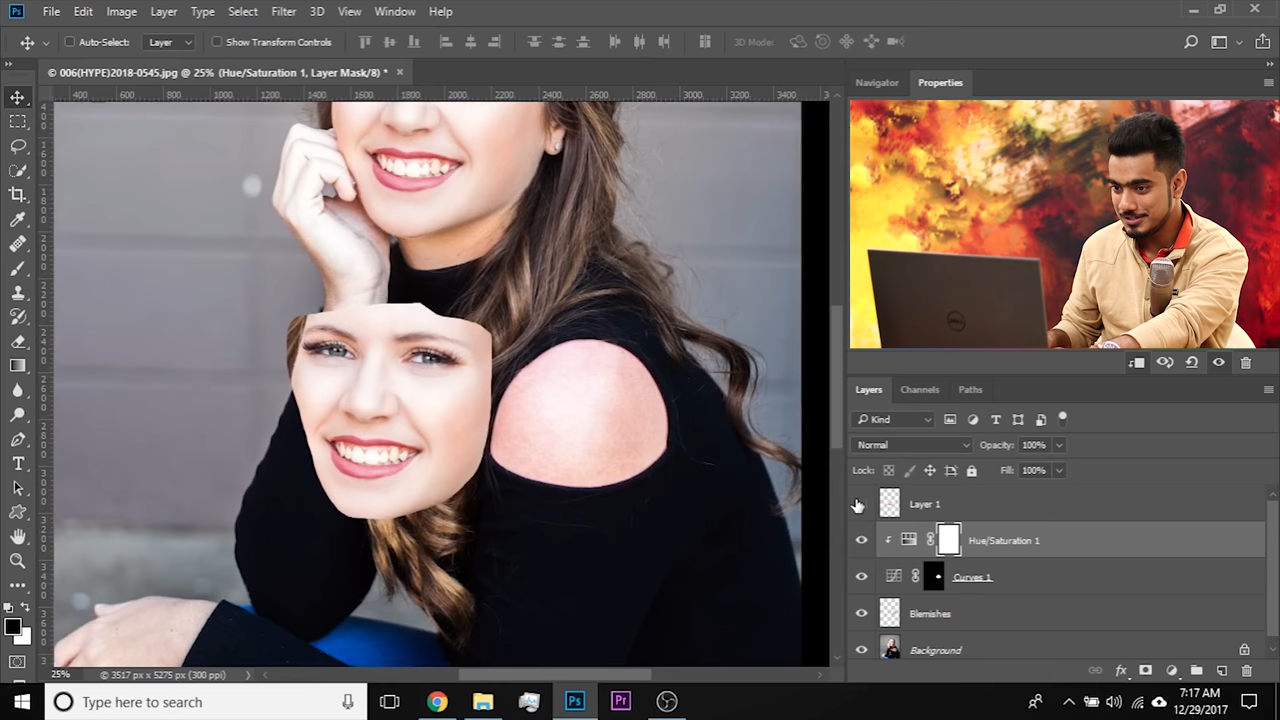 Ps File Edit Image Layer Type Select Filter 3D View Window Help
Auto-Select: Layer Show Transform Controls 3D Mode:
© 006(HYPE)2018-0545.jpg @ 25% (Hue/Saturation 1, Layer Mask/8) * ×
400 600 800 1000 1200 1400 1600 1800 2000 2200 2400 2600 2800 3000 3200 3400
Navigator Properties
Layers Channels Paths
Kind
Normal Opacity: 100%
Lock: Fill: 100%
Layer 1
Hue/Saturation 1
Curves 1
Blemishes
Background
25% © 3517 px x 5275 px (300 ppi)
fx
Type here to search
Ps Pr
7:17 AM
12/29/2017